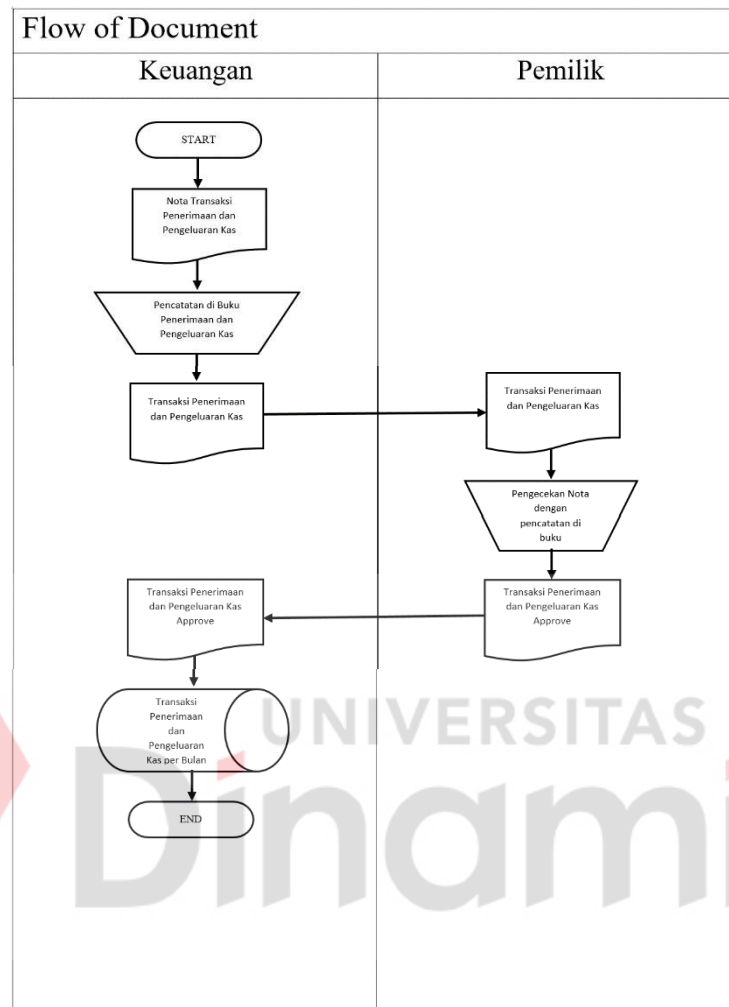 Flow of Document
Keuangan
Pemilik
START
Nota Transaksi
Penerimaan dan
Pengeluaran Kas
Pencatatan di Buku
Penerimaan dan
Pengeluaran Kas
Transaksi Penerimaan
dan Pengeluaran Kas
Transaksi Penerimaan
dan Pengeluaran Kas
Pengecekan Nota
dengan
pencatatan di
buku
Transaksi Penerimaan
dan Pengeluaran Kas
Approve
Transaksi Penerimaan
dan Pengeluaran Kas
Approve
Transaksi
Penerimaan
dan
Pengeluaran
Kas per Bulan
END
UNIVERSITAS
Dinami